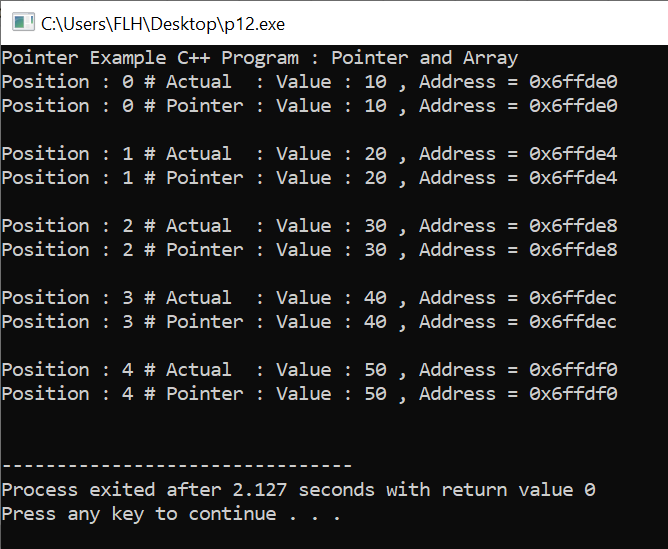 C:\Users\FLH\Desktop\p12.exe
Pointer Example C++ Program : Pointer and Array
Position : 0 # Actual  : Value : 10 , Address = 0x6ffde0
Position : 0 # Pointer : Value : 10 , Address = 0x6ffde0
Position : 1 # Actual  : Value : 20 , Address = 0x6ffde4
Position : 1 # Pointer : Value : 20 , Address = 0x6ffde4
Position : 2 # Actual  : Value : 30 , Address = 0x6ffde8
Position : 2 # Pointer : Value : 30 , Address = 0x6ffde8
Position : 3 # Actual  : Value : 40 , Address = 0x6ffdec
Position : 3 # Pointer : Value : 40 , Address = 0x6ffdec
Position : 4 # Actual  : Value : 50 , Address = 0x6ffdf0
Position : 4 # Pointer : Value : 50 , Address = 0x6ffdf0
--------------------------------
Process exited after 2.127 seconds with return value 0
Press any key to continue . . .